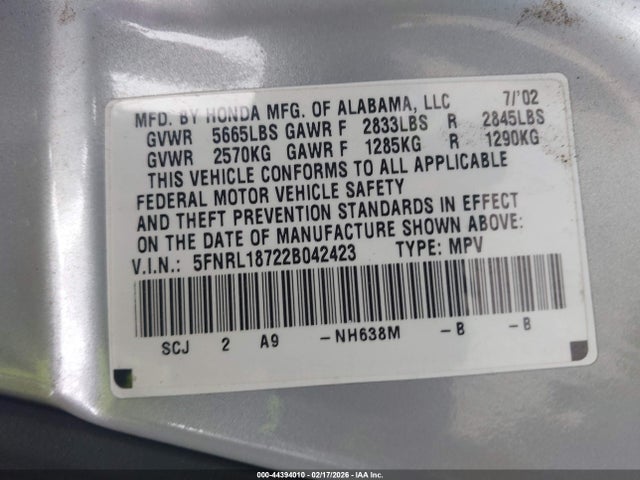 MFD. BY HONDA MFG. OF ALABAMA, LLC 7/'02
GVWR 5665LBS GAWR F 2833LBS R 2845LBS
GVWR 2570KG GAWR F 1285KG R 1290KG
THIS VEHICLE CONFORMS TO ALL APPLICABLE
FEDERAL MOTOR VEHICLE SAFETY
AND THEFT PREVENTION STANDARDS IN EFFECT
ON THE DATE OF MANUFACTURE SHOWN ABOVE:
V.I.N.: 5FNRL18722B042423 TYPE: MPV
SCJ 2 A9 -NH638M -B -B
000-44394010 - 02/17/2026 - IAA Inc.